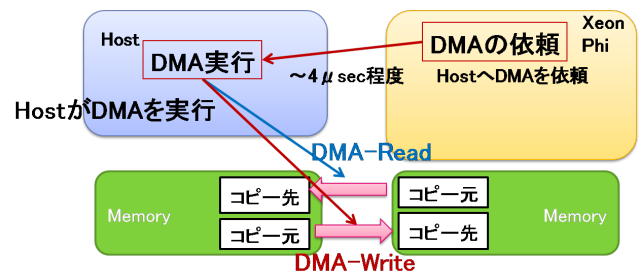 Host
DMA実行
HostがDMAを実行
~4μsec程度
Xeon
Phi
DMAの依頼
HostへDMAを依頼
DMA-Read
コピー先
コピー元
Memory
コピー元
コピー先
Memory
DMA-Write